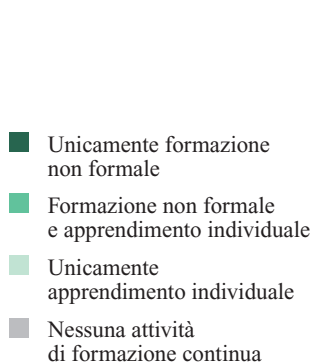 Unicamente formazione
non formale
Formazione non formale
e apprendimento individuale
Unicamente
apprendimento individuale
Nessuna attività
di formazione continua